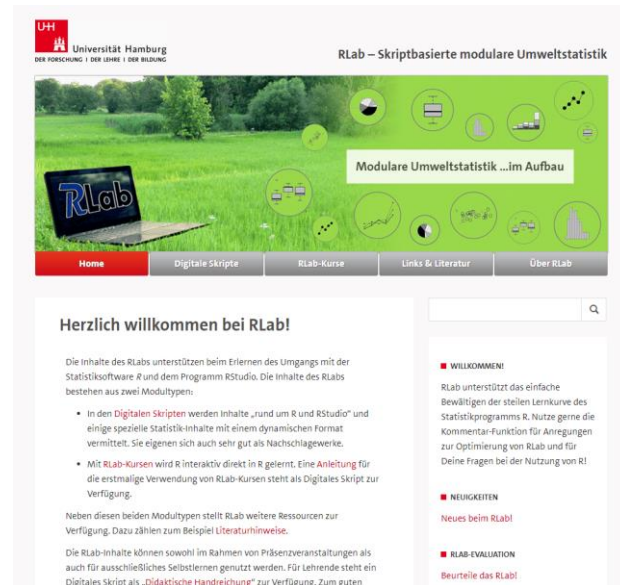 UH
Universität Hamburg
DER FORSCHUNG | DER LEHRE | DER BILDUNG
RLab – Skriptbasierte modulare Umweltstatistik
RLab
Modulare Umweltstatistik ...im Aufbau
Home
Digitale Skripte
RLab-Kurse
Links & Literatur
Über RLab
Herzlich willkommen bei RLab!
Die Inhalte des RLabs unterstützen beim Erlernen des Umgangs mit der
Statistiksoftware R und dem Programm RStudio. Die Inhalte des RLabs
bestehen aus zwei Modultypen:
• In den Digitalen Skripten werden Inhalte „rund um R und RStudio" und
einige spezielle Statistik-Inhalte mit einem dynamischen Format
vermittelt. Sie eigenen sich auch sehr gut als Nachschlagewerke.
• Mit RLab-Kursen wird R interaktiv direkt in R gelernt. Eine Anleitung für
die erstmalige Verwendung von RLab-Kursen steht als Digitales Skript zur
Verfügung.
Neben diesen beiden Modultypen stellt RLab weitere Ressourcen zur
Verfügung. Dazu zählen zum Beispiel Literaturhinweise.
Die RLab-Inhalte können sowohl im Rahmen von Präsenzveranstaltungen als
auch für ausschließliches Selbstlernen genutzt werden. Für Lehrende steht ein
Digitales Skript als „Didaktische Handreichung" zur Verfügung. Zum guten
WILLKOMMEN!
RLab unterstützt das einfache
Bewältigen der steilen Lernkurve des
Statistikprogramms R. Nutze gerne die
Kommentar-Funktion für Anregungen
zur Optimierung von RLab und für
Deine Fragen bei der Nutzung von R!
NEUIGKEITEN
Neues beim RLab!
RLAB-EVALUATION
Beurteile das RLab!